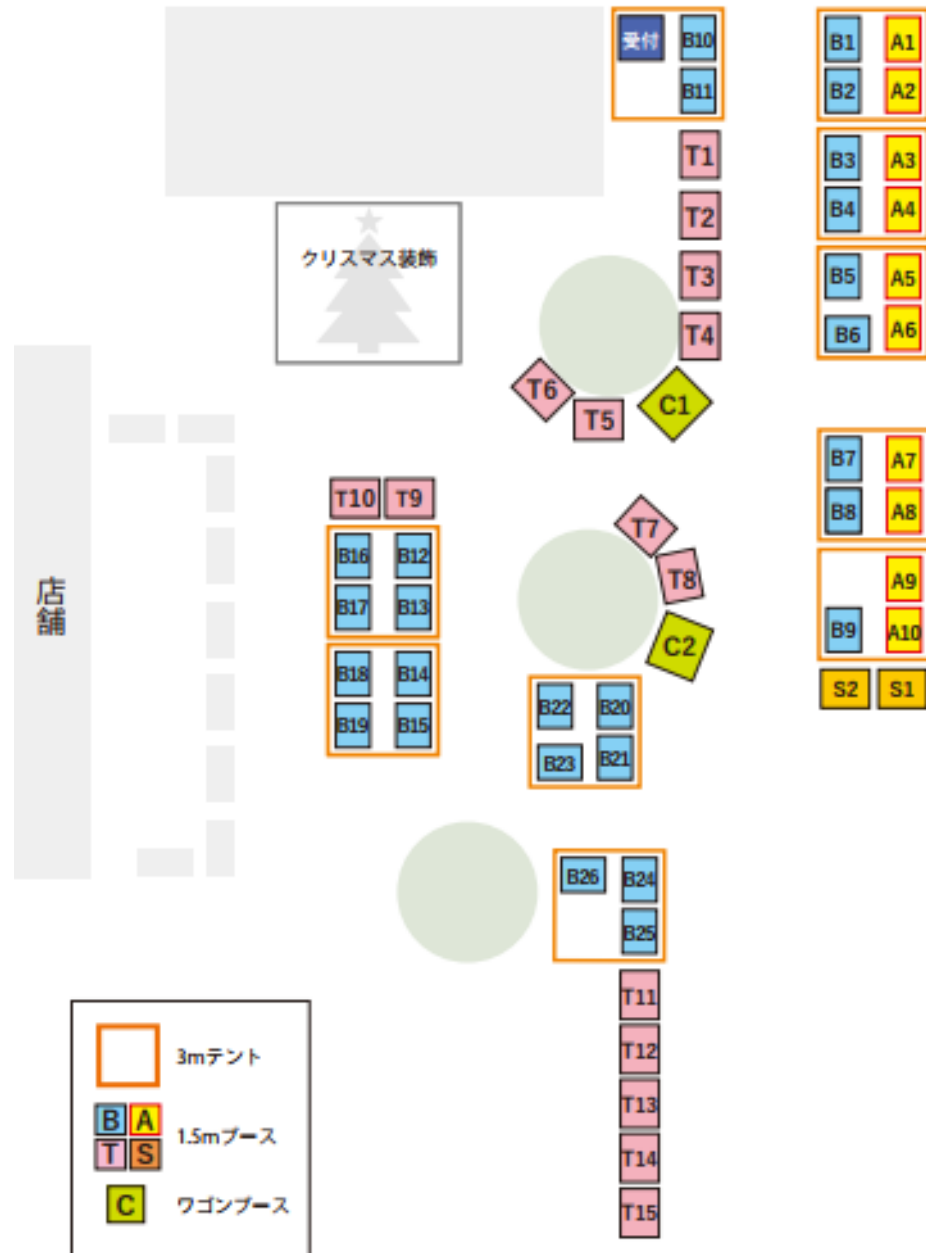 受付 B10 B1 A1
B11 B2 A2
T1 B3 A3
T2 B4 A4
クリスマス装飾
T3 B5 A5
T4 B6 A6
T6 T5 C1
T10 T9 T7 B7 A7
B16 B12 T8 B8 A8
店舗
B17 B13 C2 A9
B9 A10
B18 B14 B22 B20 S2 S1
B19 B15 B23 B21
B26 B24
B25
T11
T12
T13
T14
T15
3mテント
B A
T S
1.5mブース
C ワゴンブース